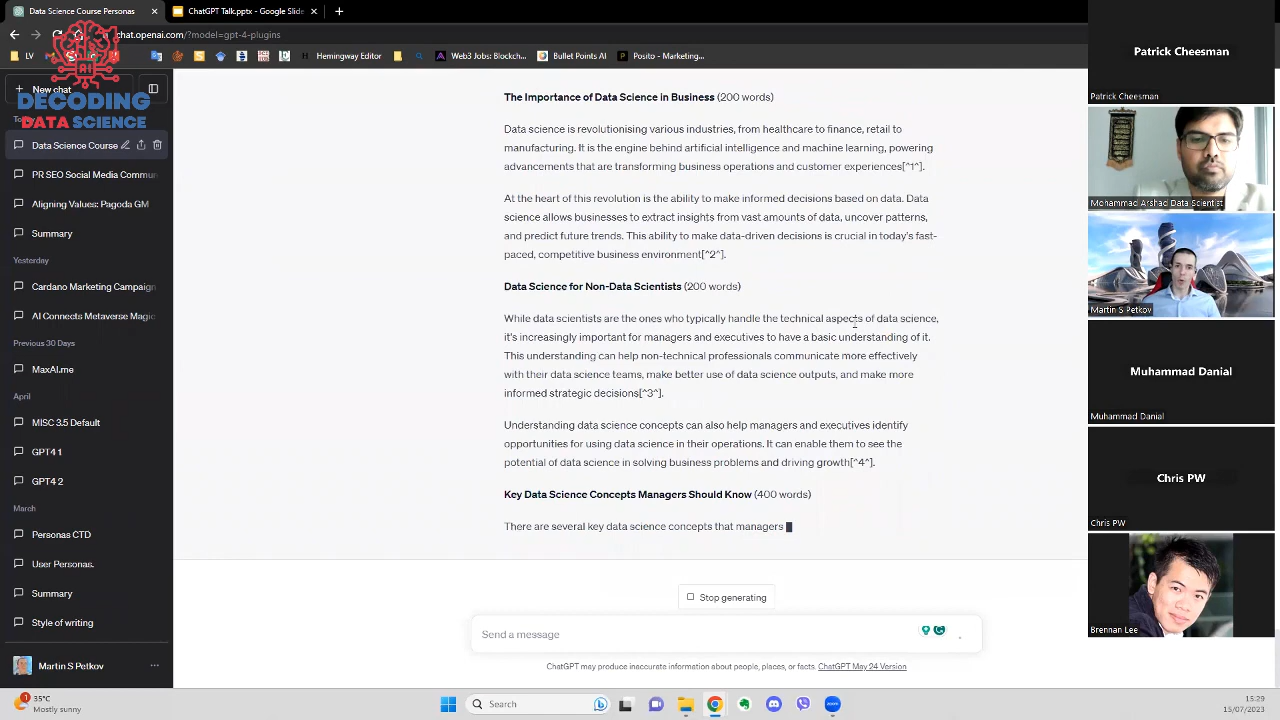 Data Science Course
ChatGPT Talk.pptx - Google Slide
chat.openai.com/?model=gpt-4-plugins
LV
Hemingway Editor
Web3 Jobs: Blockch...
Bullet Points AI
Posito - Marketing...
AI
DECODING
DATA SCIENCE
New chat
Data Science Course
PR SEO Social Media Commun
Aligning Values: Pagoda GM
Summary
Yesterday
Cardano Marketing Campaign
AI Connects Metaverse Assist
Previous 30 Days
MaxAI.me
April
MISC 3.5 Default
GPT4 1
GPT4 2
March
Personas CTD
User Personas.
Summary
Style of writing
Martin S Petkov
The Importance of Data Science in Business (200 words)
Data science is revolutionising various industries, from healthcare to finance, retail to
manufacturing. It is the engine behind artificial intelligence and machine learning, powering
advancements that are transforming business operations and customer experiences[^1^].
At the heart of this revolution is the ability to make informed decisions based on data. Data
science allows businesses to extract insights from vast amounts of data, uncover patterns,
and predict future trends. This ability to make data-driven decisions is crucial in today's fast-
paced, competitive business environment[^2^].
Data Science for Non-Data Scientists (200 words)
While data scientists are the ones who typically handle the technical aspects of data science,
it's increasingly important for managers and executives to have a basic understanding of it.
This understanding can help non-technical professionals communicate more effectively
with their data science teams, make better use of data science outputs, and make more
informed strategic decisions[^3^].
Understanding data science concepts can also help managers and executives identify
opportunities for using data science in their operations. It can enable them to see the
potential of data science in solving business problems and driving growth[^4^].
Key Data Science Concepts Managers Should Know (400 words)
There are several key data science concepts that managers
Stop generating
Send a message
ChatGPT may produce inaccurate information about people, places, or facts. ChatGPT May 24 Version
Patrick Cheesman
Patrick Cheesman
Mohammad Arshad Data Scientist
Martin S Petkov
Muhammad Danial
Muhammad Danial
Chris PW
Chris PW
Brennan Lee
1
35°C
Mostly sunny
Search
zoom
15:29
15/07/2023